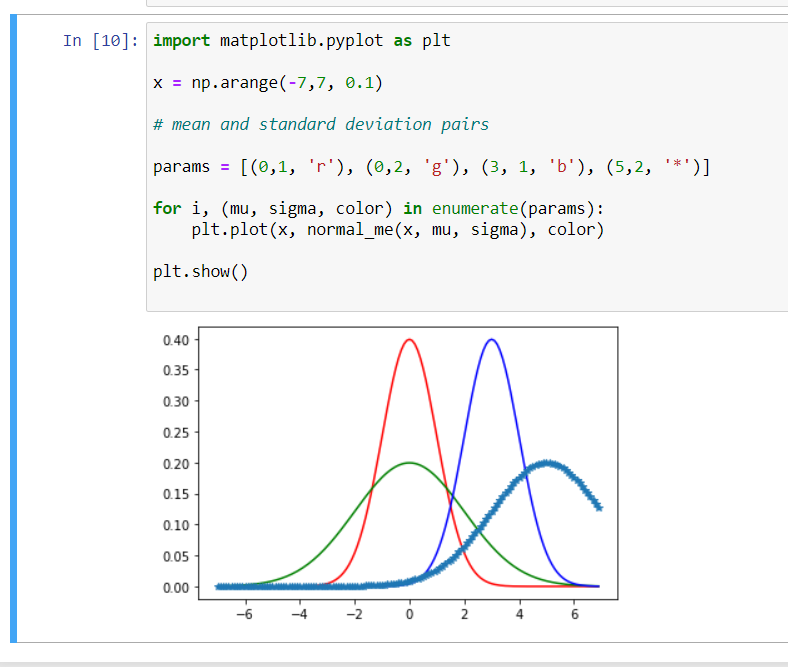 In [10]: import matplotlib.pyplot as plt
x = np.arange(-7,7, 0.1)
# mean and standard deviation pairs
params = [(0,1, 'r'), (0,2, 'g'), (3, 1, 'b'), (5,2, '*')]
for i, (mu, sigma, color) in enumerate(params):
    plt.plot(x, normal_me(x, mu, sigma), color)
plt.show()
0.40
0.35
0.30
0.25
0.20
0.15
0.10
0.05
0.00
−6 −4 −2 0 2 4 6